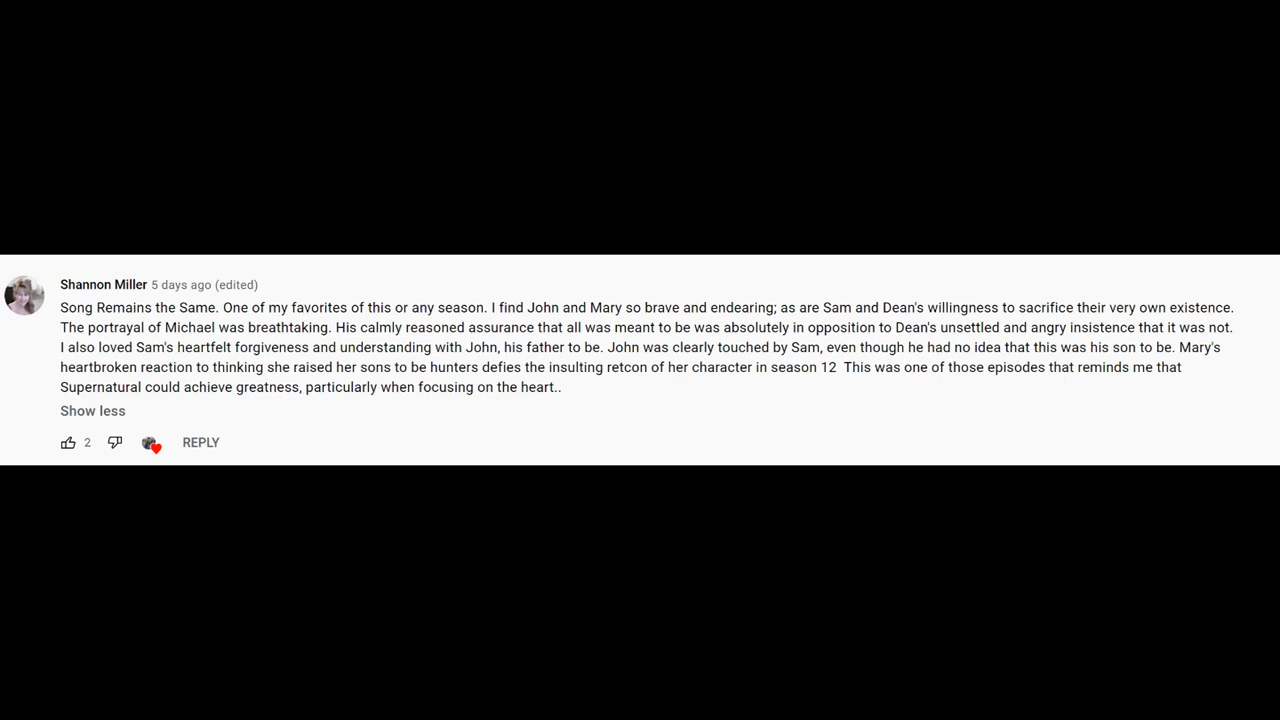 Shannon Miller 5 days ago (edited)
Song Remains the Same. One of my favorites of this or any season. I find John and Mary so brave and endearing; as are Sam and Dean's willingness to sacrifice their very own existence.
The portrayal of Michael was breathtaking. His calmly reasoned assurance that all was meant to be was absolutely in opposition to Dean's unsettled and angry insistence that it was not.
I also loved Sam's heartfelt forgiveness and understanding with John, his father to be. John was clearly touched by Sam, even though he had no idea that this was his son to be. Mary's
heartbroken reaction to thinking she raised her sons to be hunters defies the insulting retcon of her character in season 12  This was one of those episodes that reminds me that
Supernatural could achieve greatness, particularly when focusing on the heart..
Show less
2 REPLY